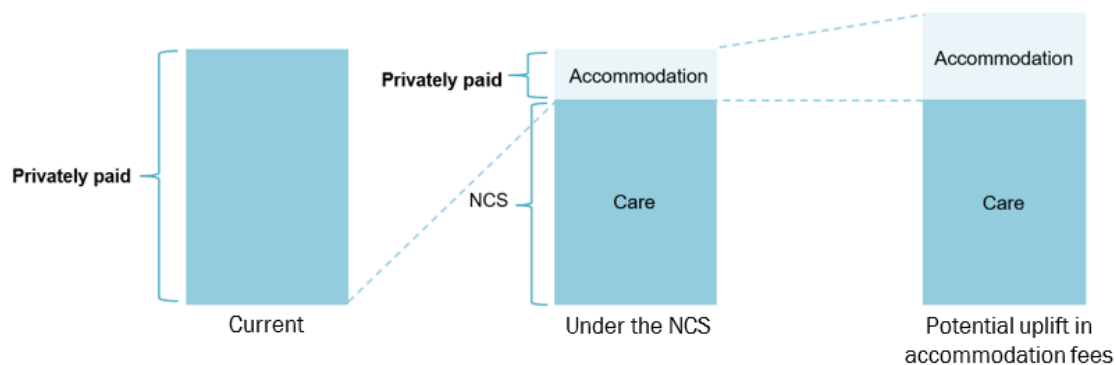 Privately paid
Current
Privately paid
Accommodation
NCS
Care
Under the NCS
Accommodation
Care
Potential uplift in
accommodation fees